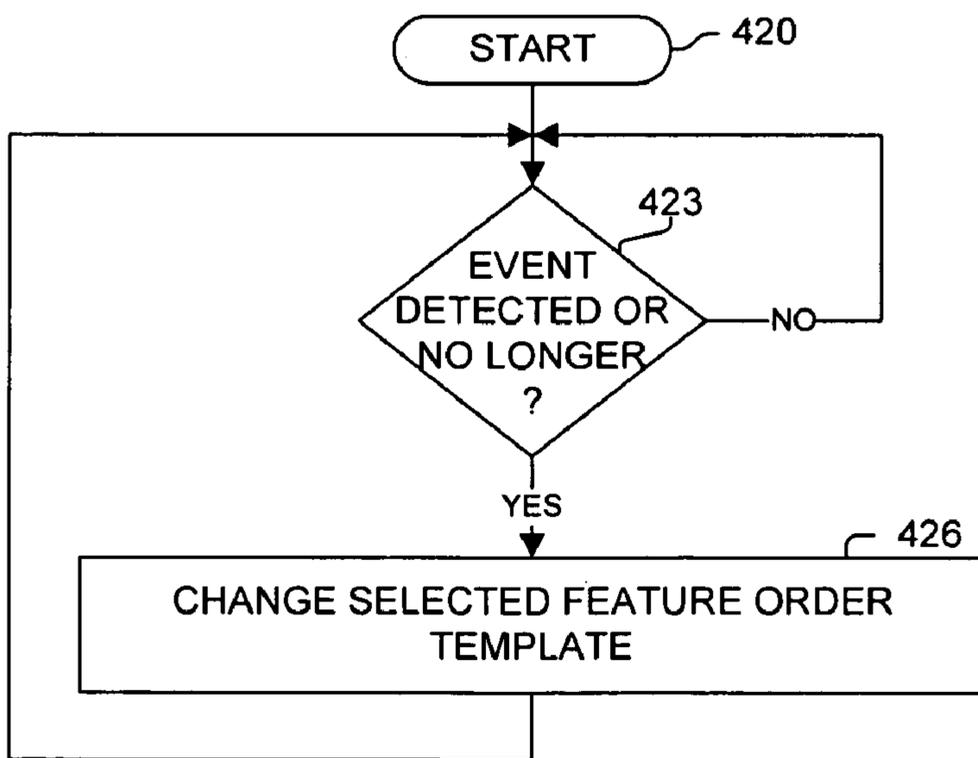 START
420
423
EVENT
DETECTED OR
NO LONGER
?
NO
YES
426
CHANGE SELECTED FEATURE ORDER
TEMPLATE